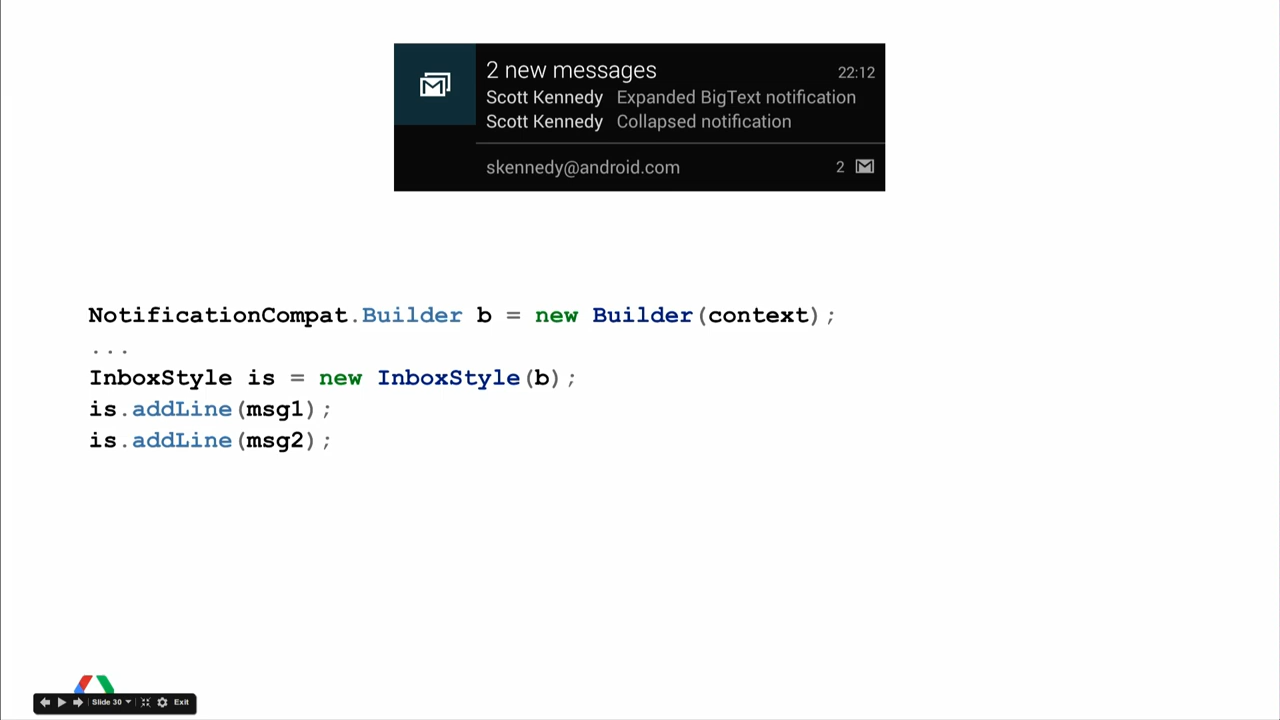 2 new messages 22:12
Scott Kennedy Expanded BigText notification
Scott Kennedy Collapsed notification
skennedy@android.com 2
NotificationCompat.Builder b = new Builder(context);
...
InboxStyle is = new InboxStyle(b);
is.addLine(msg1);
is.addLine(msg2);
Slide 30 Exit